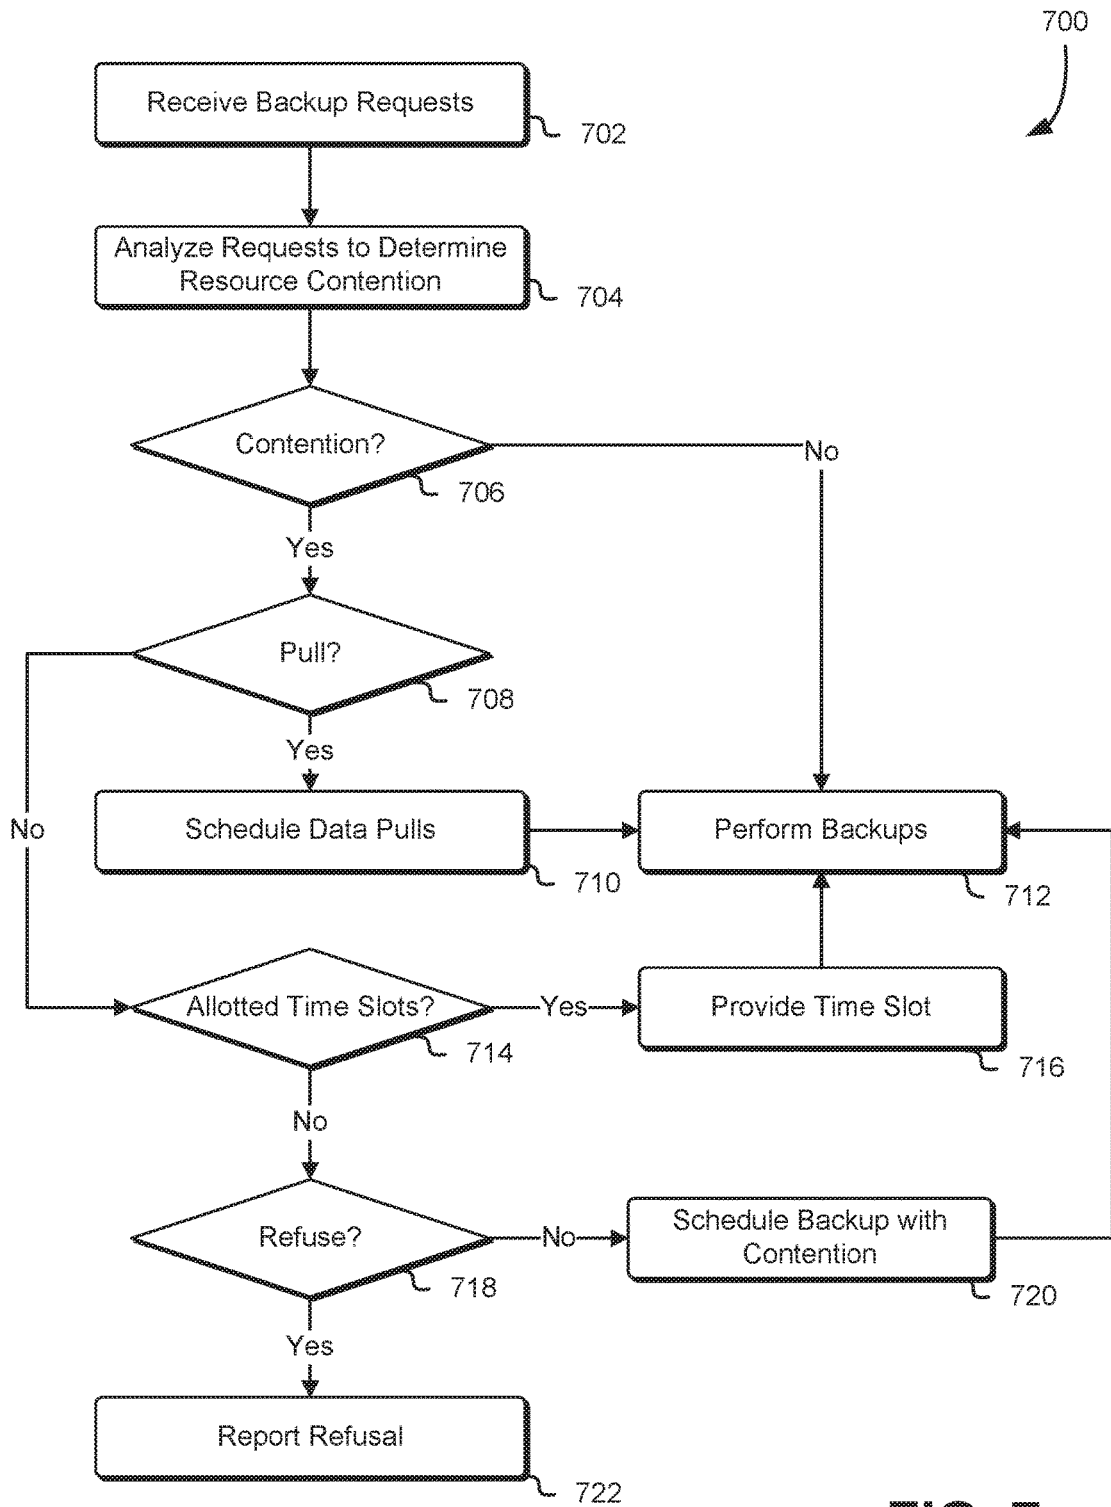 700
Receive Backup Requests
702
Analyze Requests to Determine
Resource Contention
704
Contention?
706
No
Yes
Pull?
708
Yes
No
Schedule Data Pulls
710
Perform Backups
712
Allotted Time Slots?
714
Yes
Provide Time Slot
716
No
Refuse?
718
No
Schedule Backup with
Contention
720
Yes
Report Refusal
722